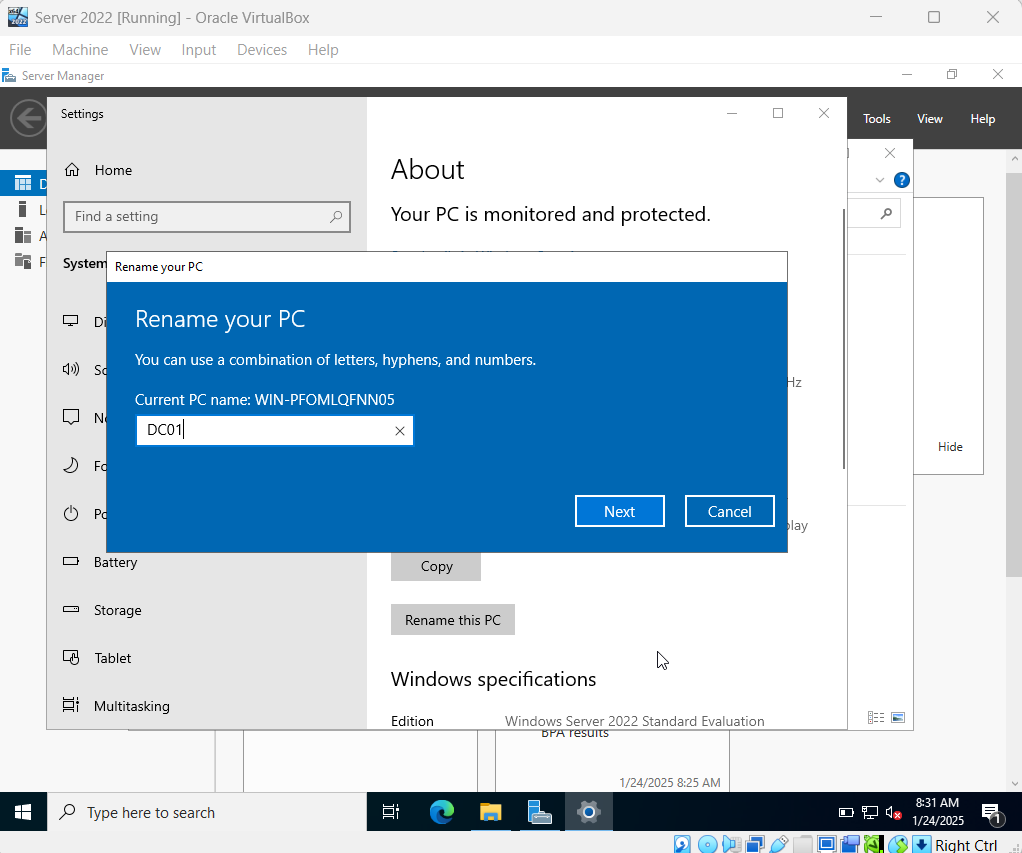 Server 2022 [Running] - Oracle VirtualBox
File Machine View Input Devices Help
Server Manager
Tools View Help
Settings
Home
Find a setting
System
Battery
Storage
Tablet
Multitasking
About
Your PC is monitored and protected.
Rename your PC
Rename your PC
You can use a combination of letters, hyphens, and numbers.
Current PC name: WIN-PFOMLQFNN05
DC01
Next Cancel
Hz
Hide
play
Copy
Rename this PC
Windows specifications
Edition Windows Server 2022 Standard Evaluation
BPA results
1/24/2025 8:25 AM
Type here to search
8:31 AM
1/24/2025
1
Right Ctrl